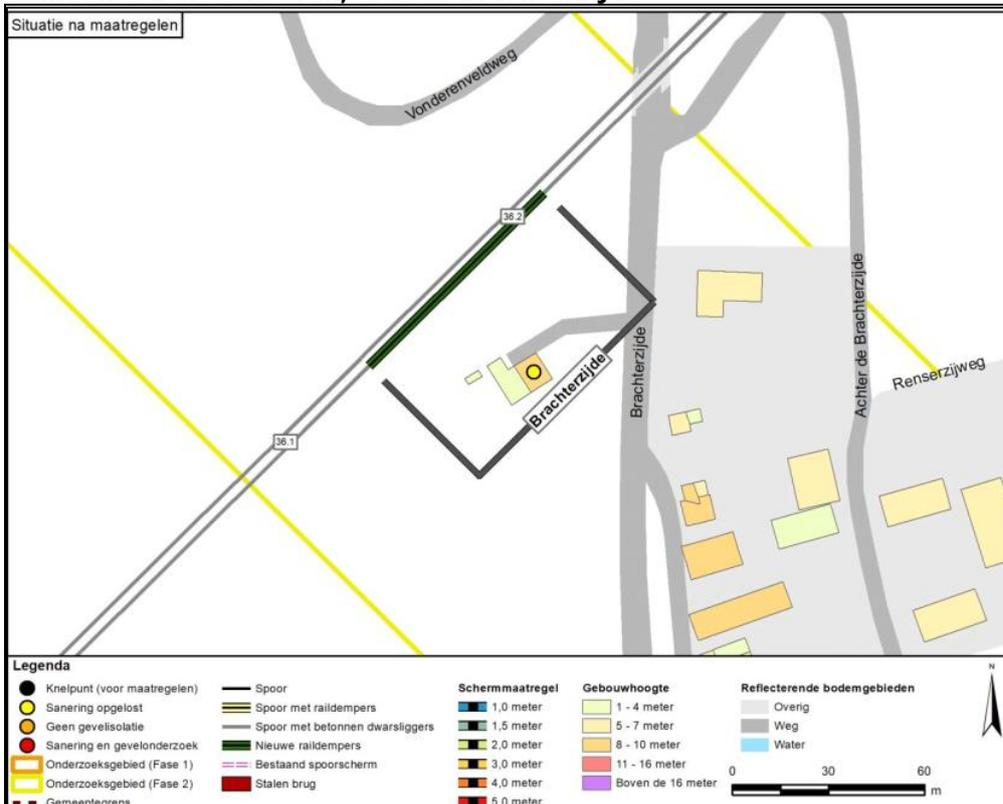 Situatie na maatregelen
Vonderenveldweg
36.2
Brachterzijde
Brachterzijde
Achter de Brachterzijde
Renserzijweg
36.1
Legenda
Knelpunt (voor maatregelen)
Sanering opgelost
Geen gevelisolatie
Sanering en gevelonderzoek
Onderzoeksgebied (Fase 1)
Onderzoeksgebied (Fase 2)
Gemeentegrens
Spoor
Spoor met raildempers
Spoor met betonnen dwarsliggers
Nieuwe raildempers
Bestaand spoorscherm
Stalen brug
Schermmaatregel
1,0 meter
1,5 meter
2,0 meter
3,0 meter
4,0 meter
5,0 meter
Gebouwhoogte
1 - 4 meter
5 - 7 meter
8 - 10 meter
11 - 16 meter
Boven de 16 meter
Reflecterende bodemgebieden
Overig
Weg
Water
N
0 30 60
m